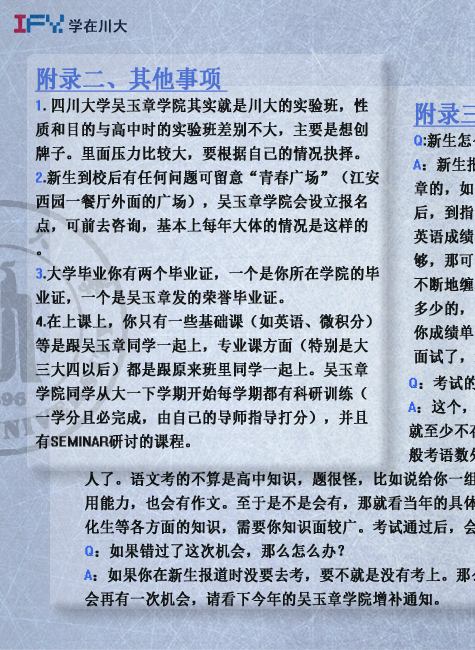 IFY. 学在川大
附录二、其他事项
1. 四川大学吴玉章学院其实就是川大的实验班，性
质和目的与高中时的实验班差别不大，主要是想创
牌子。里面压力比较大，要根据自己的情况抉择。
2.新生到校后有任何问题可留意“青春广场”（江安
西园一餐厅外面的广场），吴玉章学院会设立报名
点，可前去咨询，基本上每年大体的情况是这样的
。
3.大学毕业你有两个毕业证，一个是你所在学院的毕
业证，一个是吴玉章发的荣誉毕业证。
4.在上课上，你只有一些基础课（如英语、微积分）
等是跟吴玉章同学一起上，专业课方面（特别是大
三大四以后）都是跟原来班里同学一起上。吴玉章
学院同学从大一下学期开始每学期都有科研训练（
一学分且必完成，由自己的导师指导打分），并且
有SEMINAR研讨的课程。
附录三
Q:新生怎
A：新生报
章的，如
后，到指
英语成绩
够，那可
不断地缠
多少的，
你成绩单
面试了，
Q：考试的
A：这个，
就至少不
般考语数外
人了。语文考的不算是高中知识，题很怪，比如说给你一组
用能力，也会有作文。至于是不是会有，那就看当年的具体
化生等各方面的知识，需要你知识面较广。考试通过后，会
Q：如果错过了这次机会，那么怎么办？
A：如果你在新生报道时没要去考，要不就是没有考上。那么
会再有一次机会，请看下今年的吴玉章学院增补通知。